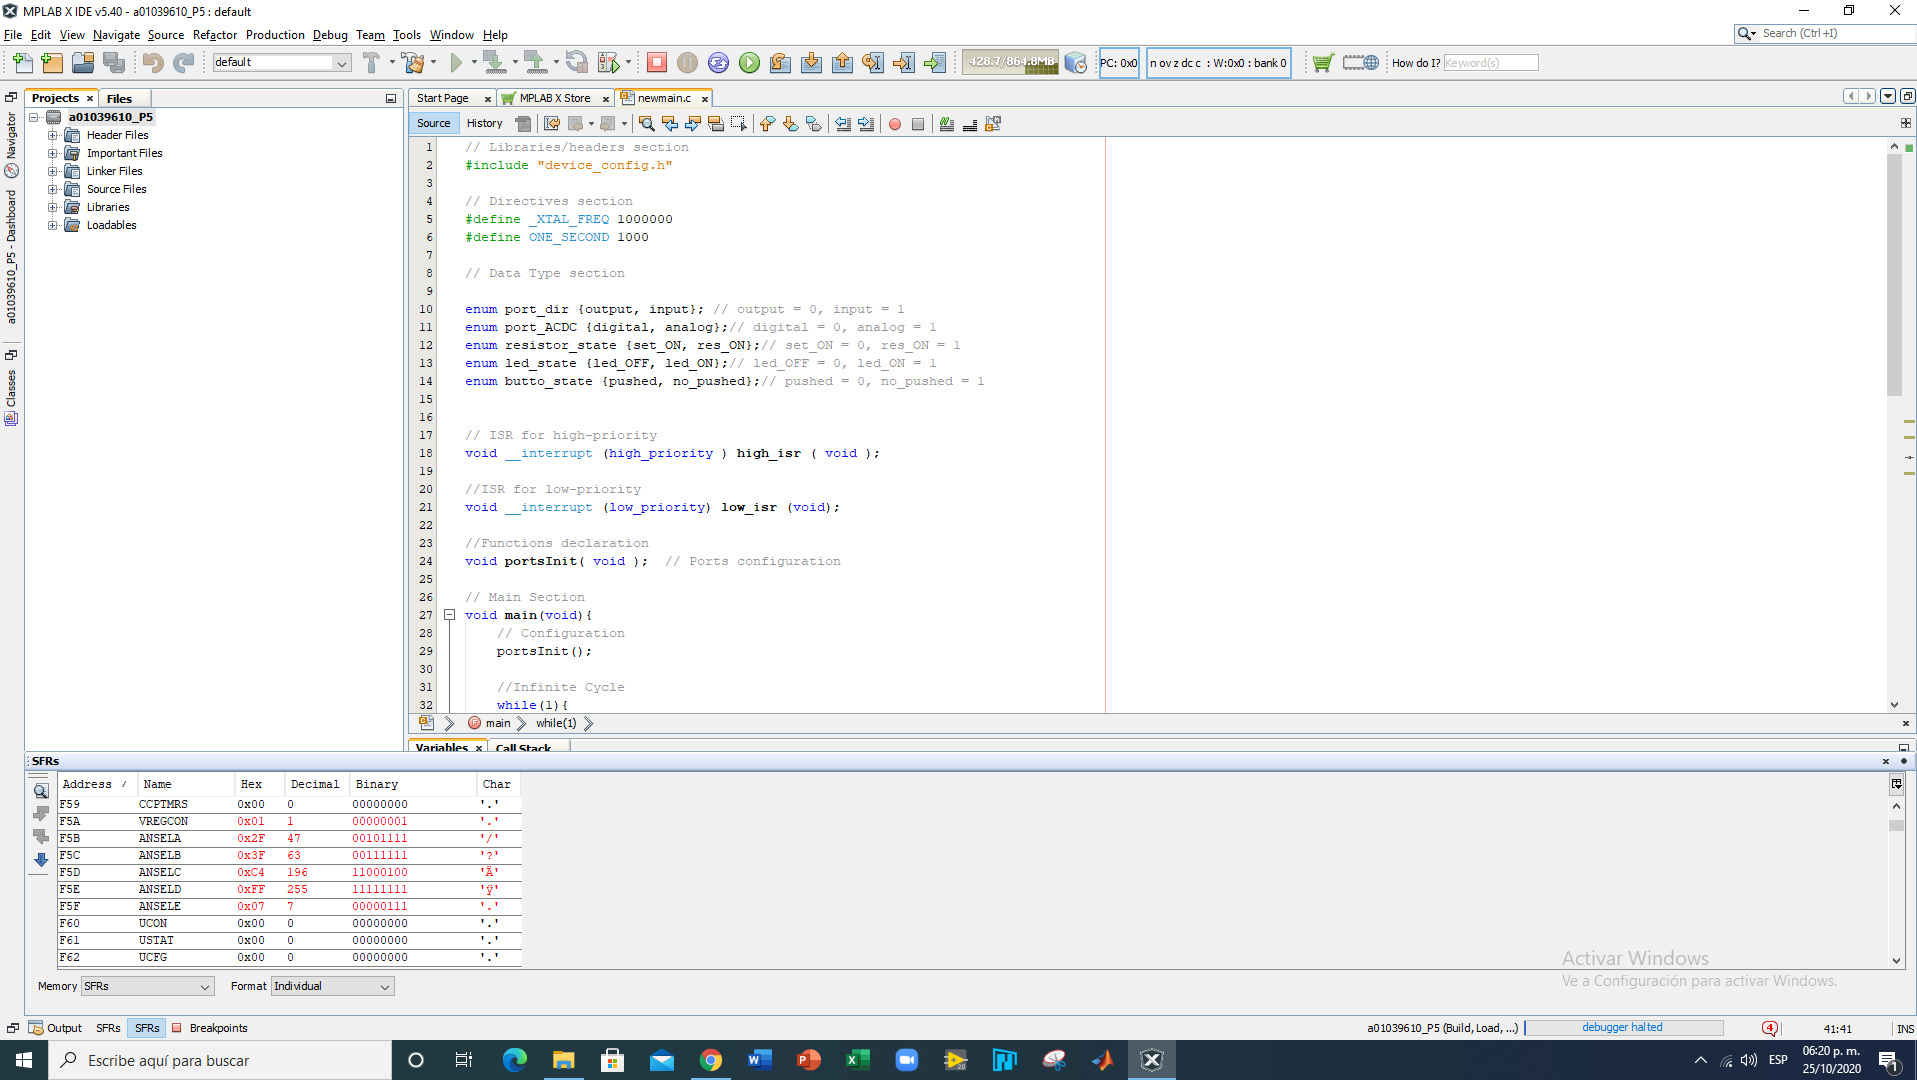 MPLAB X IDE v5.40 - a01039610_P5 : default
File Edit View Navigate Source Refactor Production Debug Team Tools Window Help
Search (Ctrl+I)
default
428.7/864.8MB
PC: 0x0
n ov z dc c : W:0x0 : bank 0
How do I? Keyword(s)
Projects × Files
Start Page × MPLAB X Store × newmain.c ×
Navigator
a01039610_P5 - Dashboard
Classes
a01039610_P5
Header Files
Important Files
Linker Files
Source Files
Libraries
Loadables
Source History
1 // Libraries/headers section
2 #include "device_config.h"
3
4 // Directives section
5 #define _XTAL_FREQ 1000000
6 #define ONE_SECOND 1000
7
8 // Data Type section
9
10 enum port_dir {output, input}; // output = 0, input = 1
11 enum port_ACDC {digital, analog};// digital = 0, analog = 1
12 enum resistor_state {set_ON, res_ON};// set_ON = 0, res_ON = 1
13 enum led_state {led_OFF, led_ON};// led_OFF = 0, led_ON = 1
14 enum butto_state {pushed, no_pushed};// pushed = 0, no_pushed = 1
15
16
17 // ISR for high-priority
18 void __interrupt (high_priority ) high_isr ( void );
19
20 //ISR for low-priority
21 void __interrupt (low_priority) low_isr (void);
22
23 //Functions declaration
24 void portsInit( void ); // Ports configuration
25
26 // Main Section
27 void main(void){
28 // Configuration
29 portsInit();
30
31 //Infinite Cycle
32 while(1){
main while(1)
Variables × Call Stack
SFRs
Address / Name Hex Decimal Binary Char
F59 CCPTMRS 0x00 0 00000000 '.'
F5A VREGCON 0x01 1 00000001 '.'
F5B ANSELA 0x2F 47 00101111 '/'
F5C ANSELB 0x3F 63 00111111 '?'
F5D ANSELC 0xC4 196 11000100 'Ä'
F5E ANSELD 0xFF 255 11111111 'ÿ'
F5F ANSELE 0x07 7 00000111 '.'
F60 UCON 0x00 0 00000000 '.'
F61 USTAT 0x00 0 00000000 '.'
F62 UCFG 0x00 0 00000000 '.'
Memory SFRs Format Individual
Activar Windows
Ve a Configuración para activar Windows.
Output SFRs SFRs Breakpoints
a01039610_P5 (Build, Load, ...) debugger halted 4 41:41 INS
Escribe aquí para buscar
ESP
06:20 p. m.
25/10/2020
1